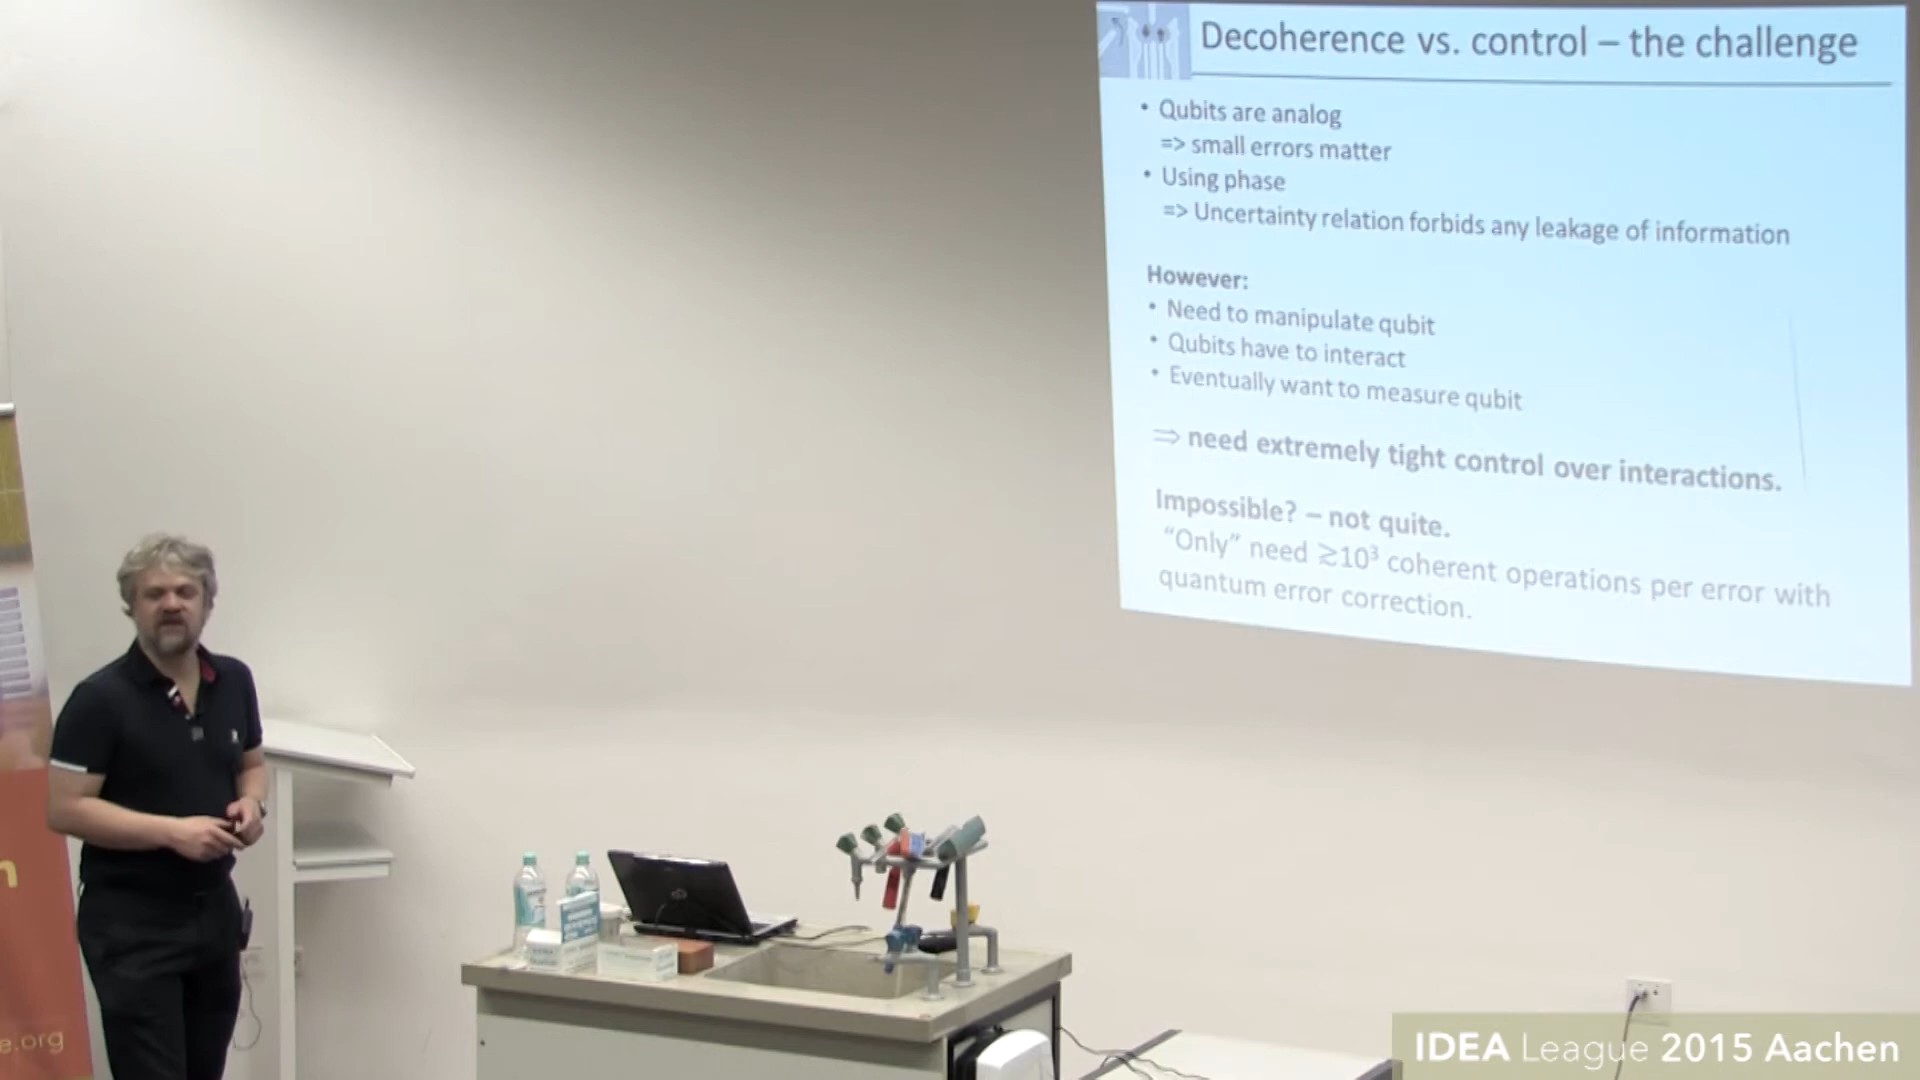 Decoherence vs. control – the challenge
• Qubits are analog
=> small errors matter
• Using phase
=> Uncertainty relation forbids any leakage of information
However:
• Need to manipulate qubit
• Qubits have to interact
• Eventually want to measure qubit
⇒ need extremely tight control over interactions.
Impossible? – not quite.
“Only” need ≳10³ coherent operations per error with
quantum error correction.
e.org
IDEA League 2015 Aachen